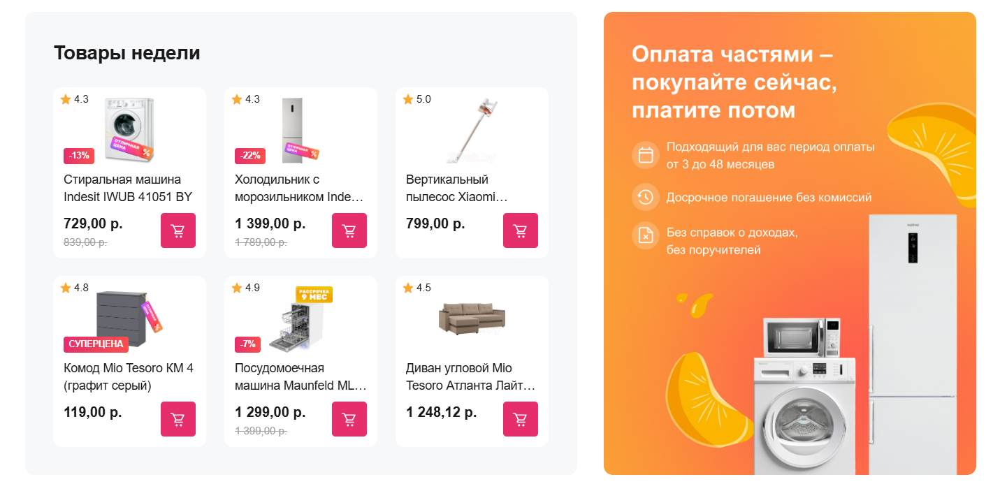 Товары недели
4.3
ОТЛИЧНАЯ
ЦЕНА %
-13%
Стиральная машина
Indesit IWUB 41051 BY
729,00 р.
839,00 р.
4.3
ОТЛИЧНАЯ
ЦЕНА %
-22%
Холодильник с
морозильником Inde…
1 399,00 р.
1 789,00 р.
5.0
Вертикальный
пылесос Xiaomi…
799,00 р.
4.8
ОТЛИЧНАЯ
ЦЕНА %
СУПЕРЦЕНА
Комод Mio Tesoro КМ 4
(графит серый)
119,00 р.
4.9
РАССРОЧКА
9 МЕС
-7%
Посудомоечная
машина Maunfeld ML…
1 299,00 р.
1 399,00 р.
4.5
Диван угловой Mio
Tesoro Атланта Лайт…
1 248,12 р.
Оплата частями –
покупайте сейчас,
платите потом
Подходящий для вас период оплаты
от 3 до 48 месяцев
Досрочное погашение без комиссий
Без справок о доходах,
без поручителей